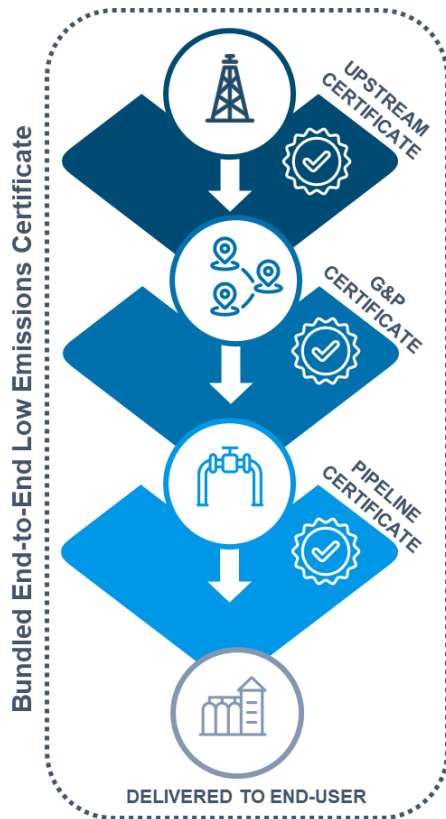 Bundled End-to-End Low Emissions Certificate
UPSTREAM
CERTIFICATE
G&P
CERTIFICATE
PIPELINE
CERTIFICATE
DELIVERED TO END-USER